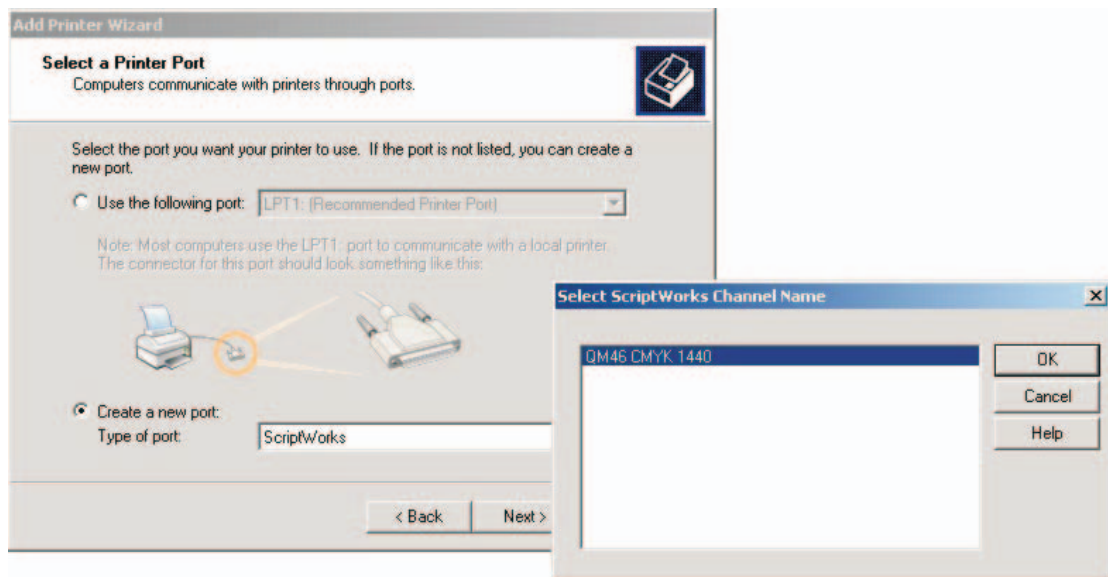 Add Printer Wizard
Select a Printer Port
Computers communicate with printers through ports.
Select the port you want your printer to use. If the port is not listed, you can create a
new port.
Use the following port:
LPT1: (Recommended Printer Port)
Note: Most computers use the LPT1: port to communicate with a local printer.
The connector for this port should look something like this:
Create a new port:
Type of port:
ScriptWorks
< Back
Next >
Select ScriptWorks Channel Name
QM46 CMYK 1440
OK
Cancel
Help